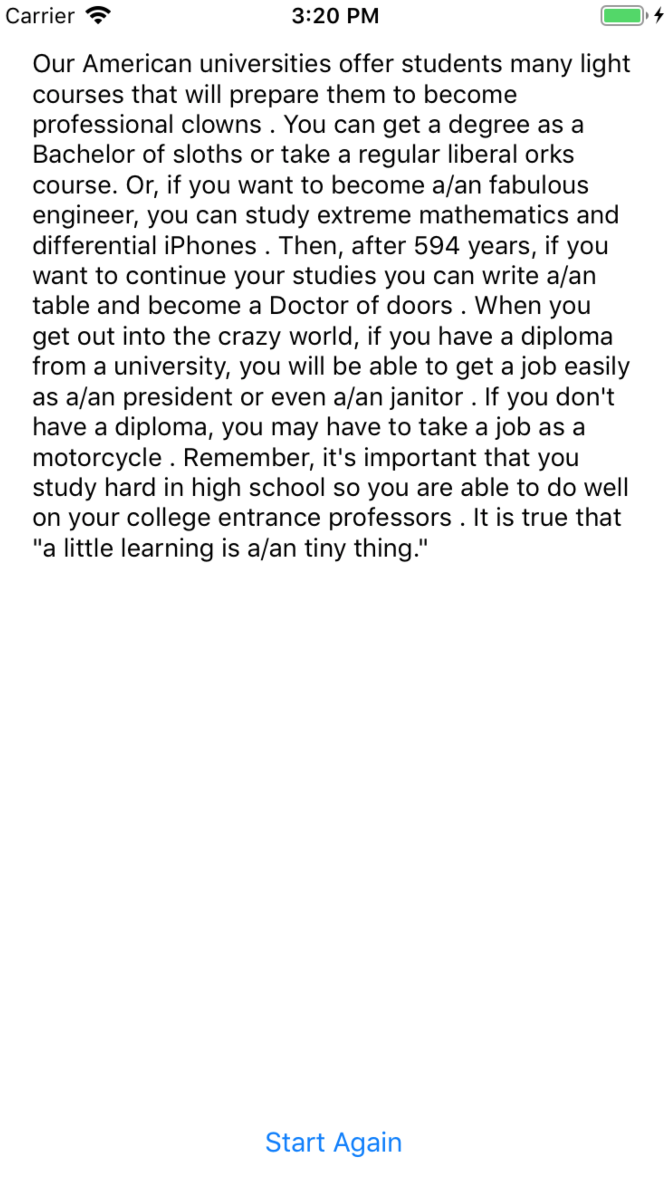 Carrier
3:20 PM
Our American universities offer students many light
courses that will prepare them to become
professional clowns . You can get a degree as a
Bachelor of sloths or take a regular liberal orks
course. Or, if you want to become a/an fabulous
engineer, you can study extreme mathematics and
differential iPhones . Then, after 594 years, if you
want to continue your studies you can write a/an
table and become a Doctor of doors . When you
get out into the crazy world, if you have a diploma
from a university, you will be able to get a job easily
as a/an president or even a/an janitor . If you don't
have a diploma, you may have to take a job as a
motorcycle . Remember, it's important that you
study hard in high school so you are able to do well
on your college entrance professors . It is true that
"a little learning is a/an tiny thing."
Start Again